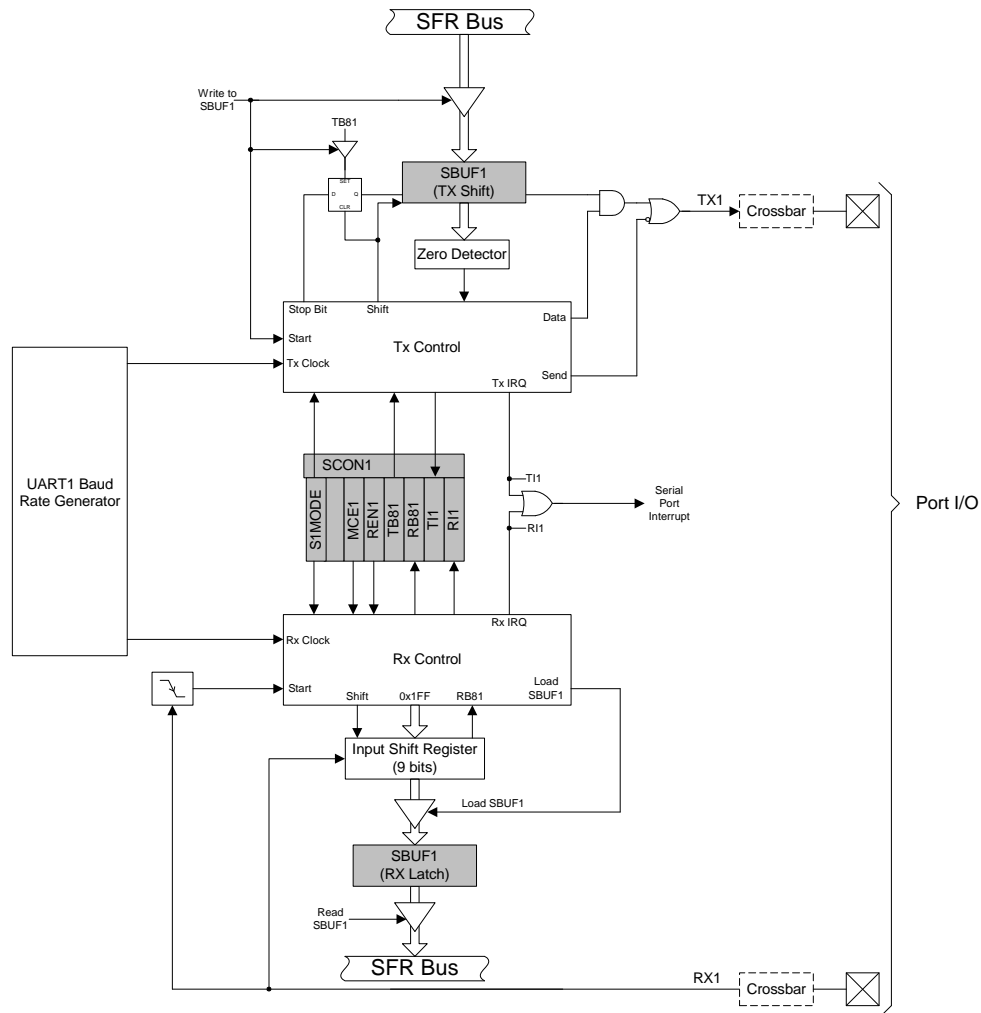 SFR Bus
Write to
SBUF1
TB81
SBUF1
(TX Shift)
SET
D
Q
CLR
TX1
Crossbar
Zero Detector
Stop Bit
Shift
Data
Start
Tx Control
Tx Clock
Send
Tx IRQ
UART1 Baud
Rate Generator
SCON1
S1MODE
MCE1
REN1
TB81
RB81
TI1
RI1
TI1
Serial
Port
Interrupt
RI1
Port I/O
Rx IRQ
Rx Clock
Rx Control
Start
Load
SBUF1
Shift
0x1FF
RB81
Input Shift Register
(9 bits)
Load SBUF1
SBUF1
(RX Latch)
Read
SBUF1
SFR Bus
RX1
Crossbar